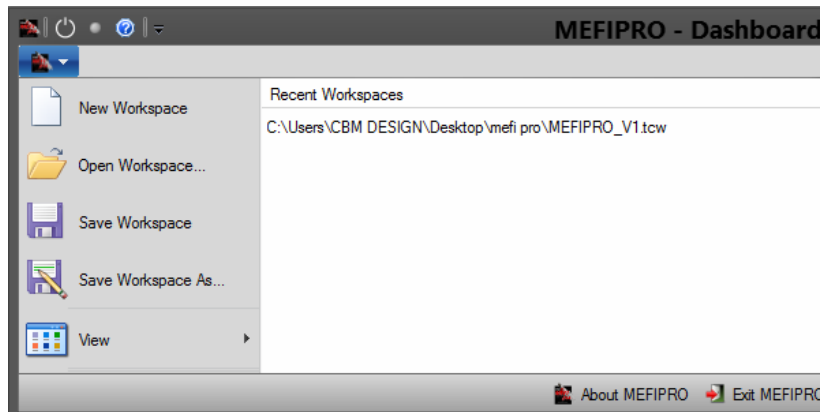 MEFIPRO - Dashboard
New Workspace
Open Workspace...
Save Workspace
Save Workspace As...
View
Recent Workspaces
C:\Users\CBM DESIGN\Desktop\mefi pro\MEFIPRO_V1.tcw
About MEFIPRO
Exit MEFIPRO